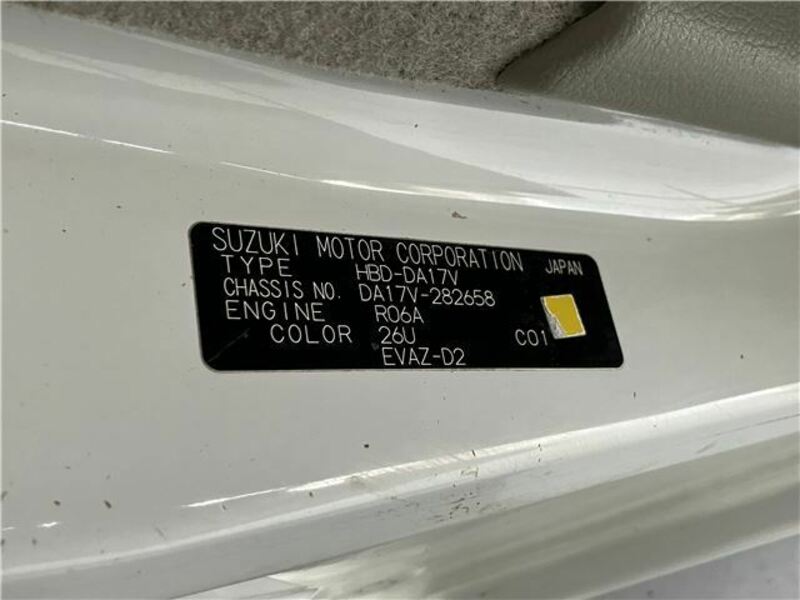 SUZUKI MOTOR CORPORATION JAPAN
TYPE HBD-DA17V
CHASSIS NO. DA17V-282658
ENGINE R06A
COLOR 26U C01
EVAZ-D2